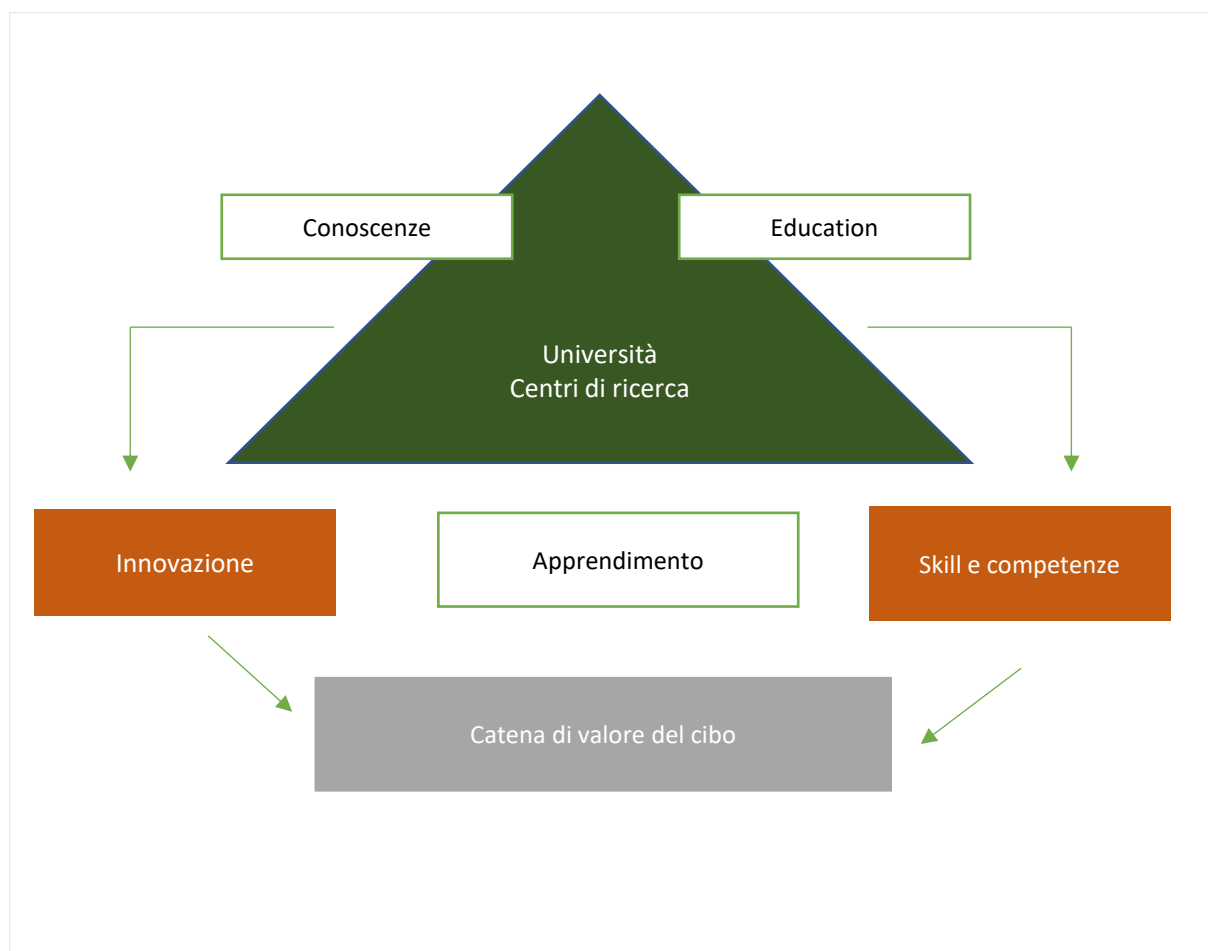 Conoscenze
Education
Università
Centri di ricerca
Innovazione
Apprendimento
Skill e competenze
Catena di valore del cibo